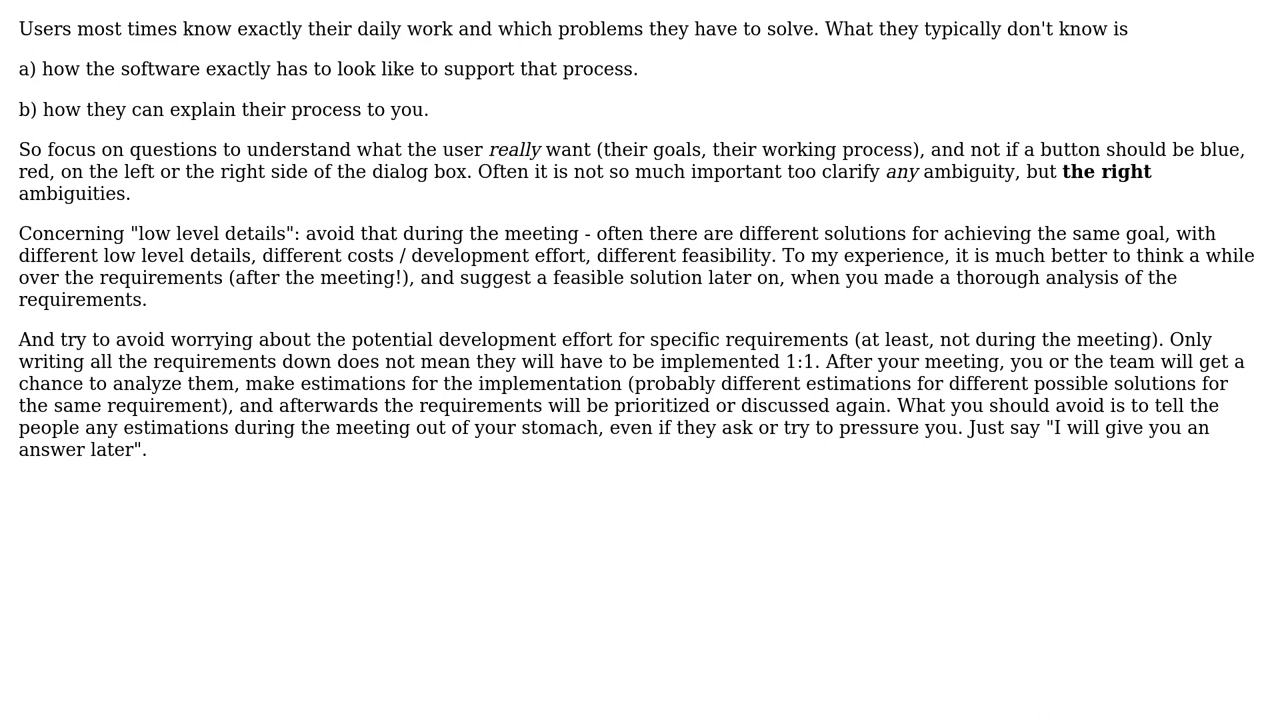 Users most times know exactly their daily work and which problems they have to solve. What they typically don't know is
a) how the software exactly has to look like to support that process.
b) how they can explain their process to you.
So focus on questions to understand what the user really want (their goals, their working process), and not if a button should be blue,
red, on the left or the right side of the dialog box. Often it is not so much important too clarify any ambiguity, but the right
ambiguities.
Concerning "low level details": avoid that during the meeting - often there are different solutions for achieving the same goal, with
different low level details, different costs / development effort, different feasibility. To my experience, it is much better to think a while
over the requirements (after the meeting!), and suggest a feasible solution later on, when you made a thorough analysis of the
requirements.
And try to avoid worrying about the potential development effort for specific requirements (at least, not during the meeting). Only
writing all the requirements down does not mean they will have to be implemented 1:1. After your meeting, you or the team will get a
chance to analyze them, make estimations for the implementation (probably different estimations for different possible solutions for
the same requirement), and afterwards the requirements will be prioritized or discussed again. What you should avoid is to tell the
people any estimations during the meeting out of your stomach, even if they ask or try to pressure you. Just say "I will give you an
answer later".